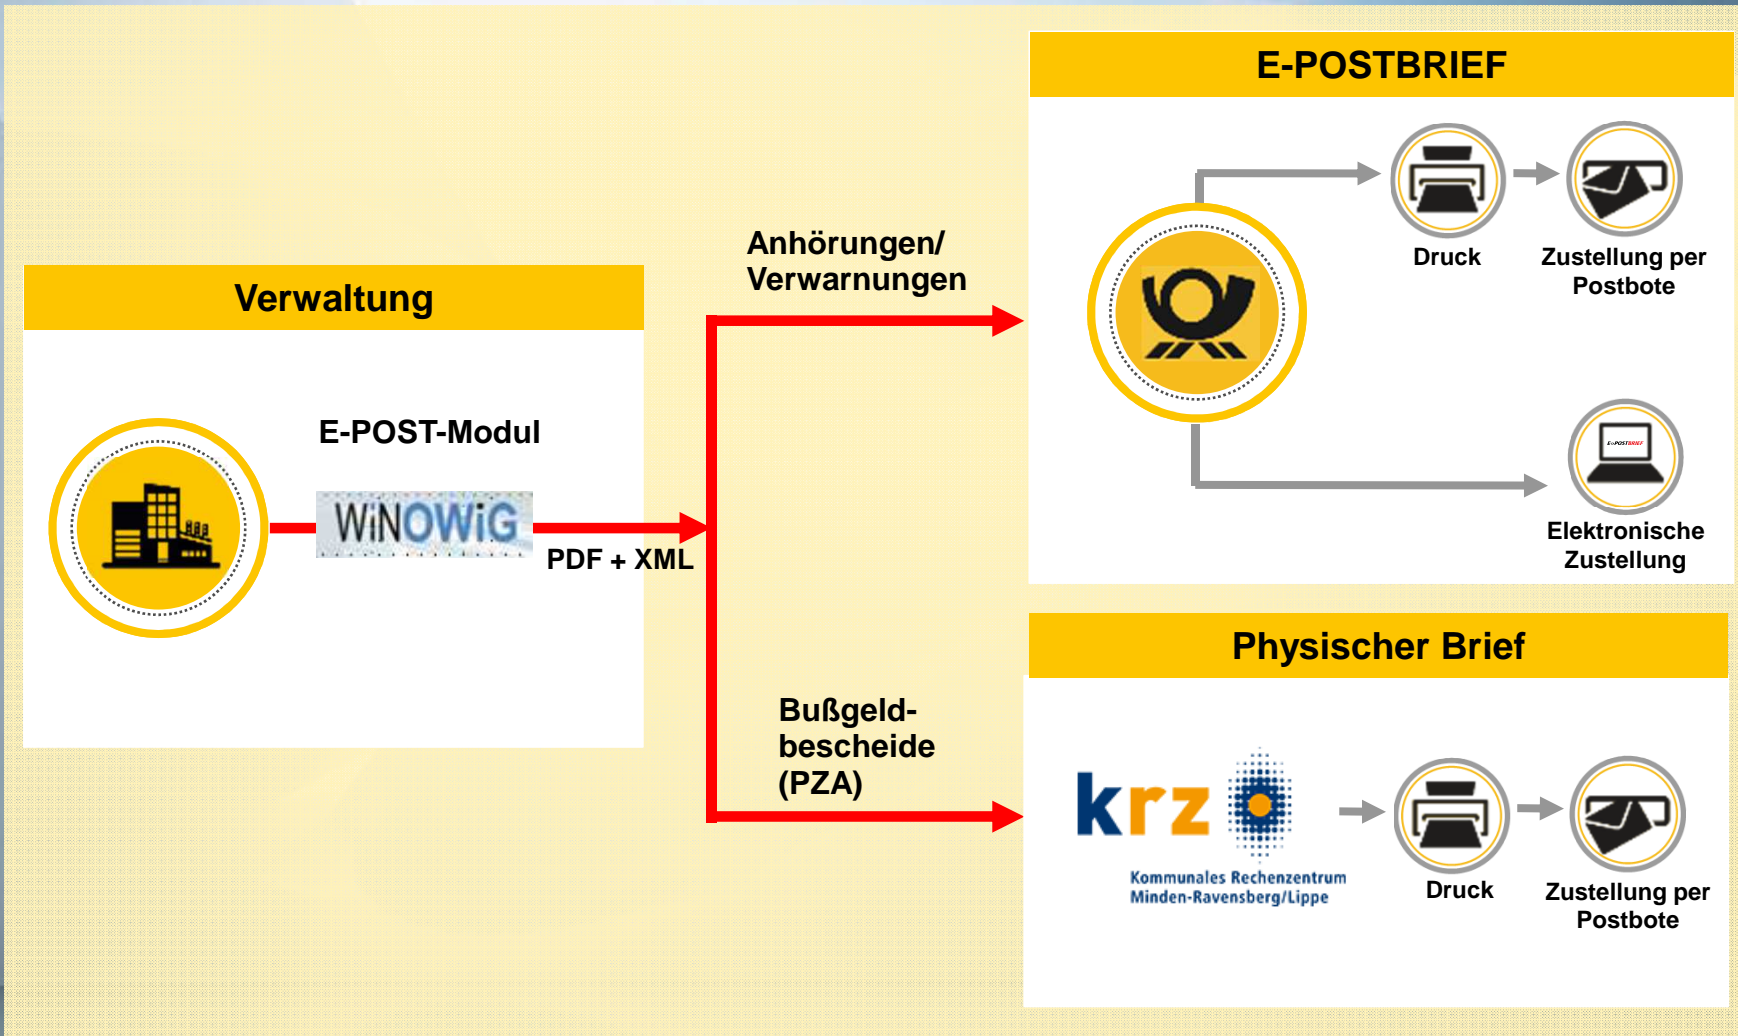 E-POSTBRIEF
Druck
Zustellung per
Postbote
Anhörungen/
Verwarnungen
Verwaltung
E-POST-Modul
WiNOWiG
PDF + XML
E-POSTBRIEF
Elektronische
Zustellung
Physischer Brief
Bußgeld-
bescheide
(PZA)
krz
Kommunales Rechenzentrum
Minden-Ravensberg/Lippe
Druck
Zustellung per
Postbote